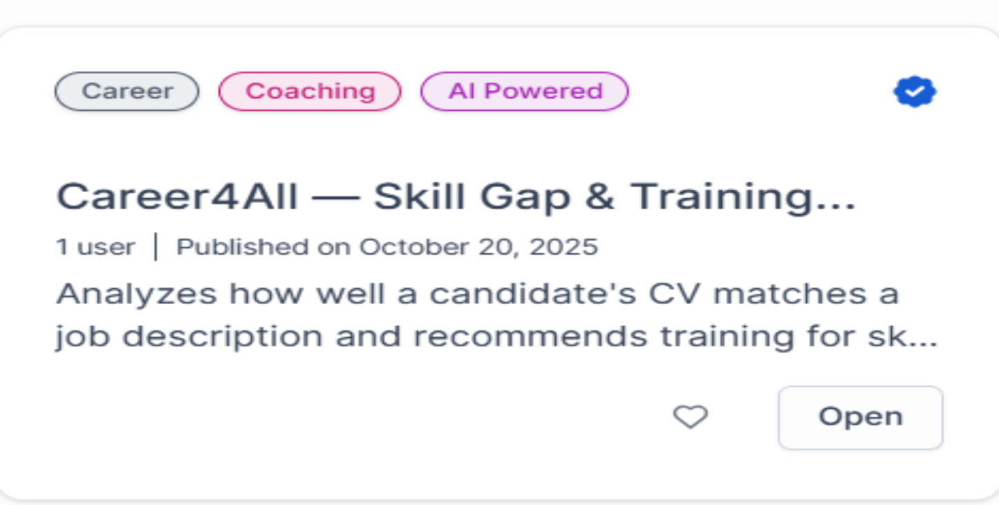 Career Coaching AI Powered
Career4All — Skill Gap & Training...
1 user | Published on October 20, 2025
Analyzes how well a candidate's CV matches a
job description and recommends training for sk...
Open